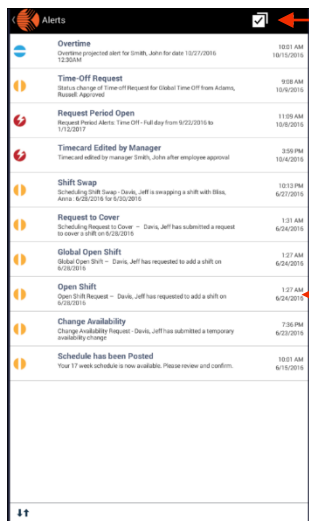 Alerts
Overtime
10:01 AM
Overtime projected alert for Smith, John for date 10/27/2016
10/15/2016
12:30AM
Time-Off Request
9:08 AM
Status change of Time-off Request for Global Time Off from Adams,
10/9/2016
Russell. Approved
Request Period Open
11:09 AM
Request Period Alerts: Time Off - Full day from 9/22/2016 to
10/8/2016
1/12/2017
Timecard Edited by Manager
3:59 PM
Timecard edited by manager Smith, John after employee approval
10/4/2016
Shift Swap
10:13 PM
Scheduling Shift Swap - Davis, Jeff is swapping a shift with Bliss,
6/27/2016
Anna : 6/28/2016 for 6/30/2016
Request to Cover
1:31 AM
Scheduling Request to Cover – Davis, Jeff has submitted a request
6/24/2016
to cover a shift on 6/28/2016
Global Open Shift
1:27 AM
Global Open Shift – Davis, Jeff has requested to add a shift on
6/24/2016
6/28/2016
Open Shift
1:27 AM
Open Shift Request – Davis, Jeff has requested to add a shift on
6/24/2016
6/28/2016
Change Availability
7:36 PM
Change Availability Request - Davis, Jeff has submitted a temporary
6/23/2016
availability change
Schedule has been Posted
10:01 AM
Your 17 week schedule is now available. Please review and confirm.
6/19/2016